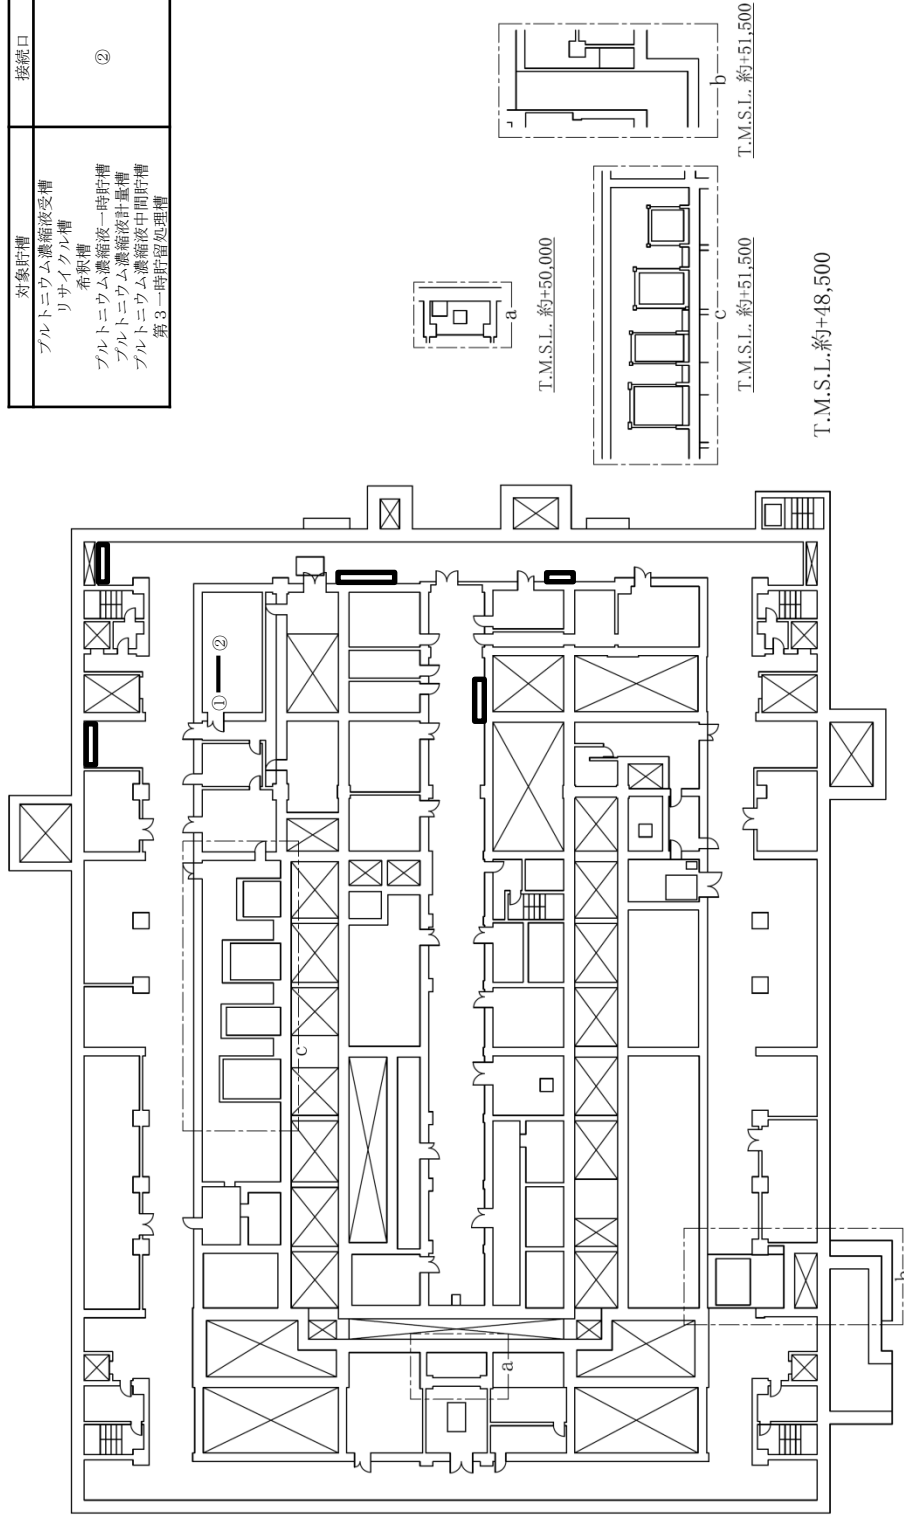 対象貯槽
接続口
プルトニウム濃縮液受槽
リサイクル槽
希釈槽
プルトニウム濃縮液一時貯槽
プルトニウム濃縮液計量槽
プルトニウム濃縮液中間貯槽
第3一時貯留処理槽
②
a
T.M.S.L. 約+50,000
b
T.M.S.L. 約+51,500
c
T.M.S.L. 約+51,500
T.M.S.L.約+48,500
①
②
c
a
b